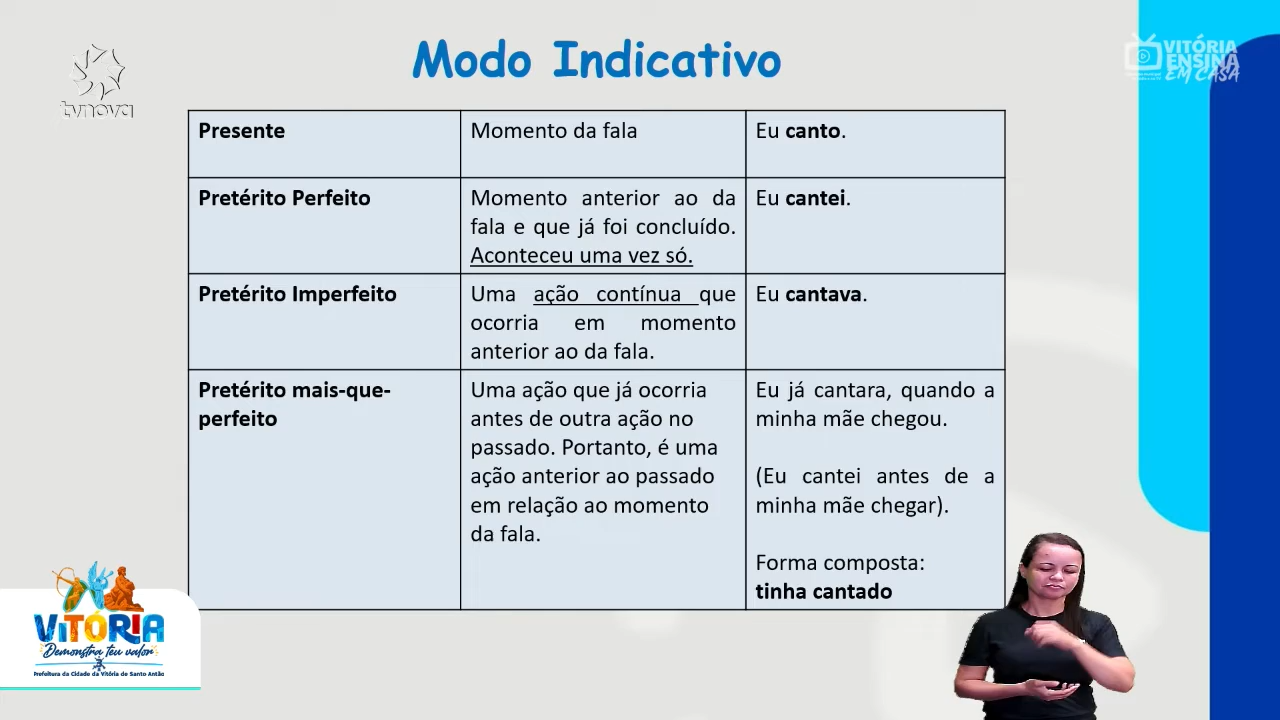 Modo Indicativo
tvnova
VITÓRIA
ENSINA
EM CASA
Presente
Momento da fala
Eu canto.
Pretérito Perfeito
Momento anterior ao da
fala e que já foi concluído.
Aconteceu uma vez só.
Eu cantei.
Pretérito Imperfeito
Uma ação contínua que
ocorria em momento
anterior ao da fala.
Eu cantava.
Pretérito mais-que-
perfeito
Uma ação que já ocorria
antes de outra ação no
passado. Portanto, é uma
ação anterior ao passado
em relação ao momento
da fala.
Eu já cantara, quando a
minha mãe chegou.
(Eu cantei antes de a
minha mãe chegar).
Forma composta:
tinha cantado
VITÓRIA
Demonstra teu valor
Prefeitura da Cidade da Vitória de Santo Antão